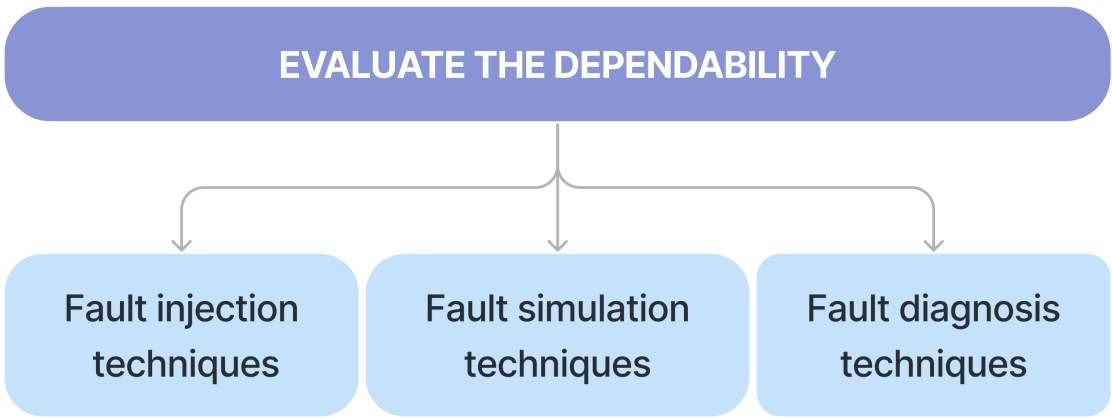 EVALUATE THE DEPENDABILITY
Fault injection
techniques
Fault simulation
techniques
Fault diagnosis
techniques